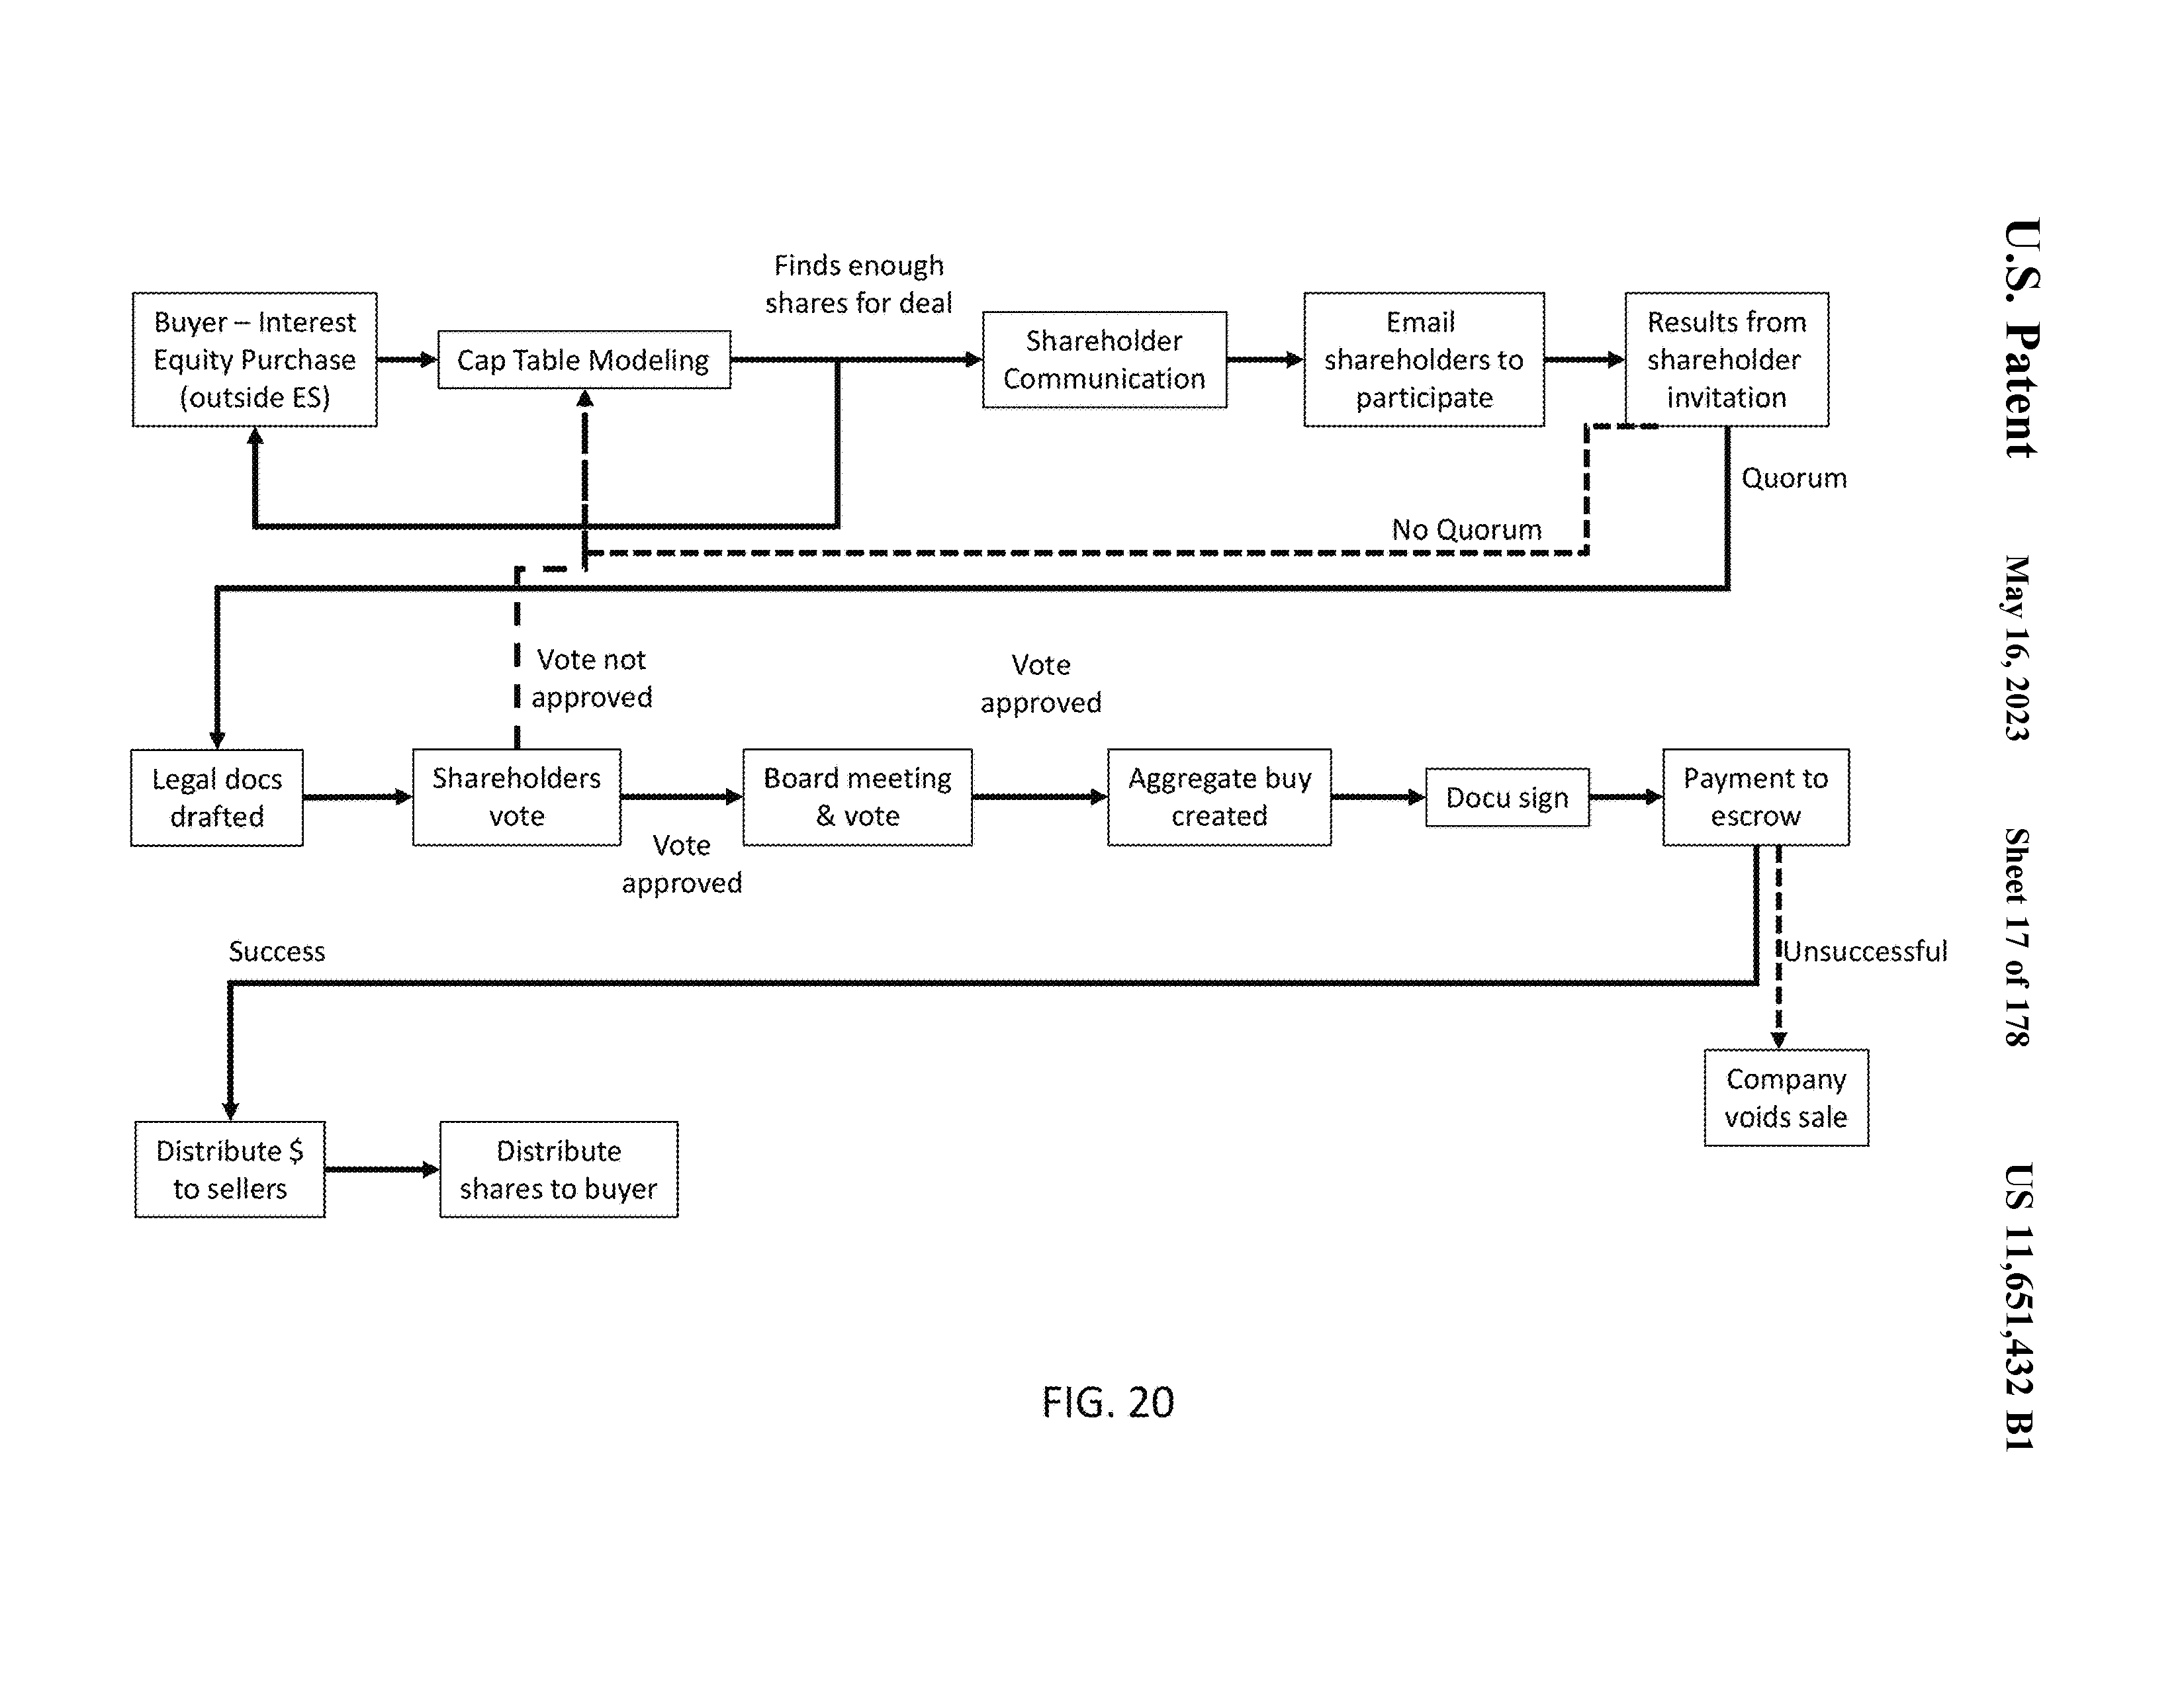 U.S. Patent
May 16, 2023
Sheet 17 of 178
US 11,651,432 B1
Buyer – Interest
Equity Purchase
(outside ES)
Cap Table Modeling
Finds enough
shares for deal
Shareholder
Communication
Email
shareholders to
participate
Results from
shareholder
invitation
Quorum
No Quorum
Vote not
approved
Vote
approved
Legal docs
drafted
Shareholders
vote
Vote
approved
Board meeting
& vote
Aggregate buy
created
Docu sign
Payment to
escrow
Success
Unsuccessful
Company
voids sale
Distribute $
to sellers
Distribute
shares to buyer
FIG. 20